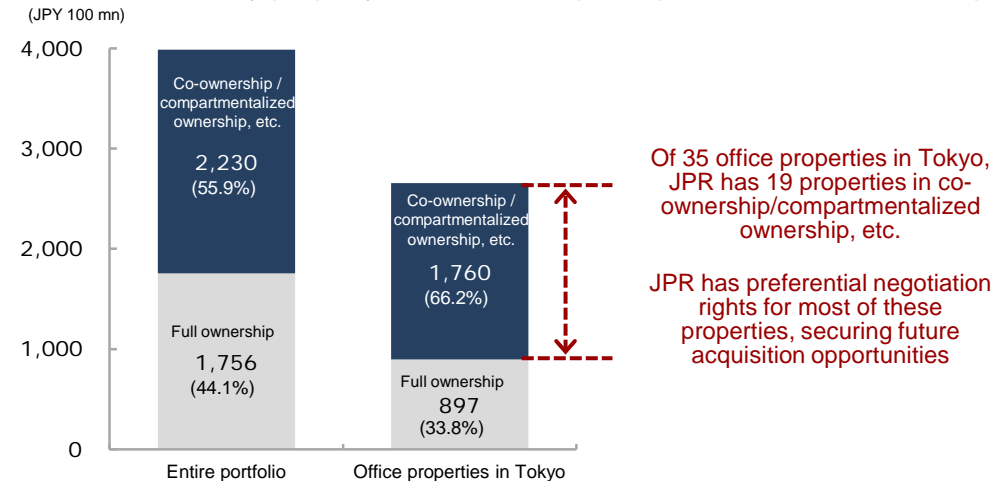 (JPY 100 mn)
4,000
3,000
2,000
1,000
0
Co-ownership /
compartmentalized
ownership, etc.
2,230
(55.9%)
Full ownership
1,756
(44.1%)
Co-ownership /
compartmentalized
ownership, etc.
1,760
(66.2%)
Full ownership
897
(33.8%)
Entire portfolio
Office properties in Tokyo
Of 35 office properties in Tokyo,
JPR has 19 properties in co-
ownership/compartmentalized
ownership, etc.
JPR has preferential negotiation
rights for most of these
properties, securing future
acquisition opportunities